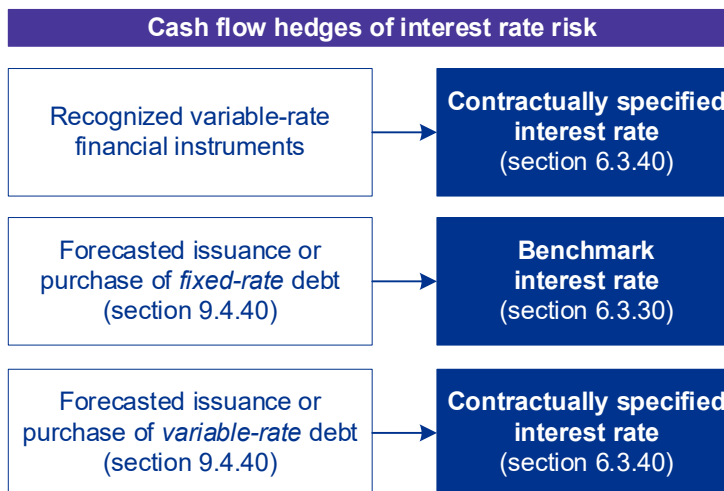 Cash flow hedges of interest rate risk
Recognized variable-rate
financial instruments
Contractually specified
interest rate
(section 6.3.40)
Forecasted issuance or
purchase of fixed-rate debt
(section 9.4.40)
Benchmark
interest rate
(section 6.3.30)
Forecasted issuance or
purchase of variable-rate debt
(section 9.4.40)
Contractually specified
interest rate
(section 6.3.40)